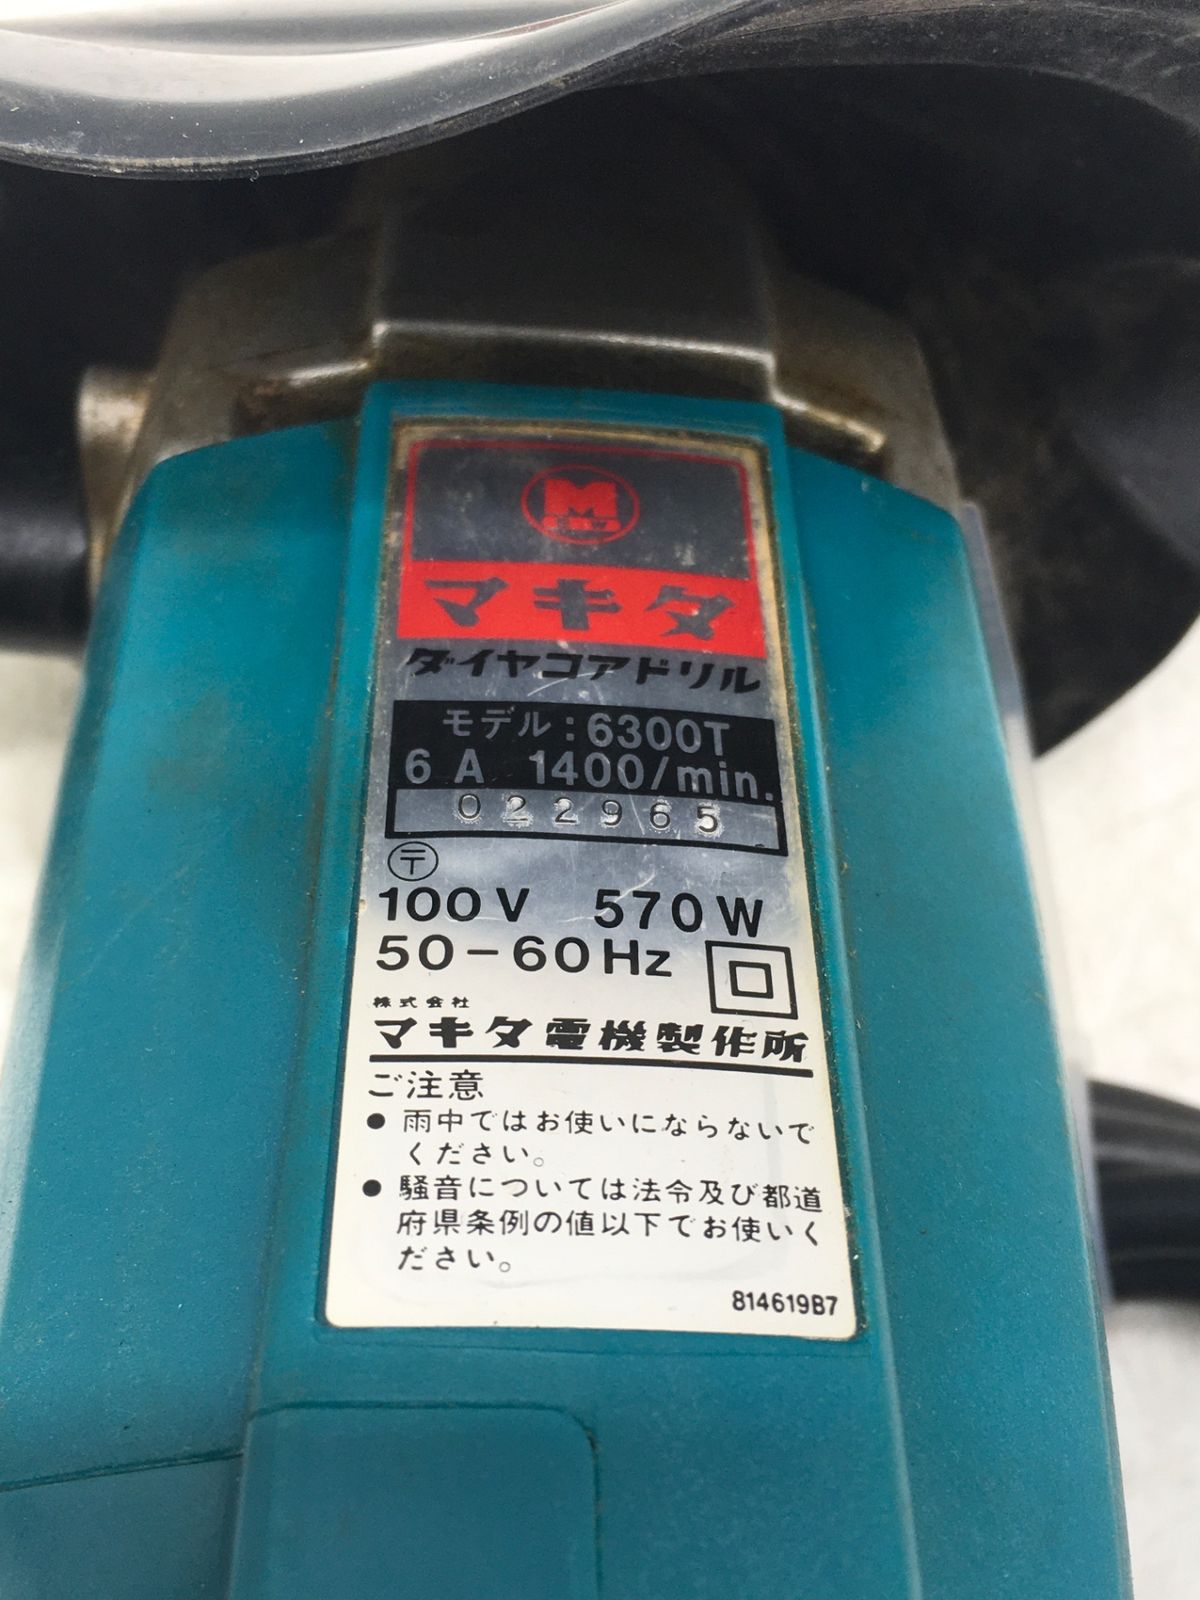 M
マキタ
ダイヤコアドリル
モデル:6300T
6 A 1400/min.
022965
〒
100V 570W
50-60Hz
株式会社
マキタ電機製作所
ご注意
● 雨中ではお使いにならないで
ください。
● 騒音については法令及び都道
府県条例の値以下でお使いく
ださい。
814619B7